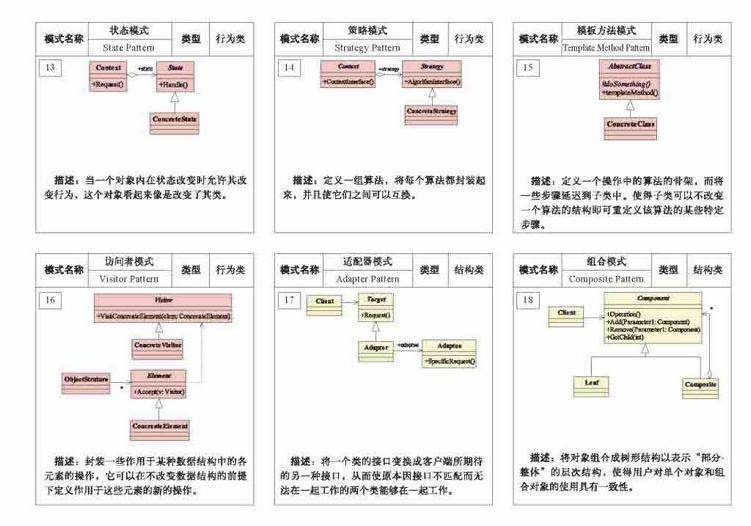 模式名称
状态模式
State Pattern
类型
行为类
13
Context
+Request()
+state
State
+Handle()
ConcreteState
描述：当一个对象内在状态改变时允许其改
变行为，这个对象看起来像是改变了其类。
模式名称
策略模式
Strategy Pattern
类型
行为类
14
Context
+ContextInterface()
+strategy
Strategy
+AlgorithmInterface()
ConcreteStrategy
描述：定义一组算法，将每个算法都封装起
来，并且使它们之间可以互换。
模式名称
模板方法模式
Template Method Pattern
类型
行为类
15
AbstractClass
#doSomething()
+templateMethod()
ConcreteClass
描述：定义一个操作中的算法的骨架，而将
一些步骤延迟到子类中。使得子类可以不改变
一个算法的结构即可重定义该算法的某些特定
步骤。
模式名称
访问者模式
Visitor Pattern
类型
行为类
16
Visitor
+VisitConcreteElement(elem: ConcreteElement)
ConcreteVisitor
ObjectStruture
*
Element
+Accept(v: Visitor)
ConcreteElement
描述：封装一些作用于某种数据结构中的各
元素的操作，它可以在不改变数据结构的前提
下定义作用于这些元素的新的操作。
模式名称
适配器模式
Adapter Pattern
类型
结构类
17
Client
Target
+Request()
Adapter
+adaptee
Adaptee
+SpecificRequest()
描述：将一个类的接口变换成客户端所期待
的另一种接口，从而使原本因接口不匹配而无
法在一起工作的两个类能够在一起工作。
模式名称
组合模式
Composite Pattern
类型
结构类
18
Client
Component
+Operation()
+Add(Parameter1: Component)
+Remove(Parameter1: Component)
+GetChild(int)
*
Leaf
Composite
描述：将对象组合成树形结构以表示“部分-
整体”的层次结构，使得用户对单个对象和组
合对象的使用具有一致性。